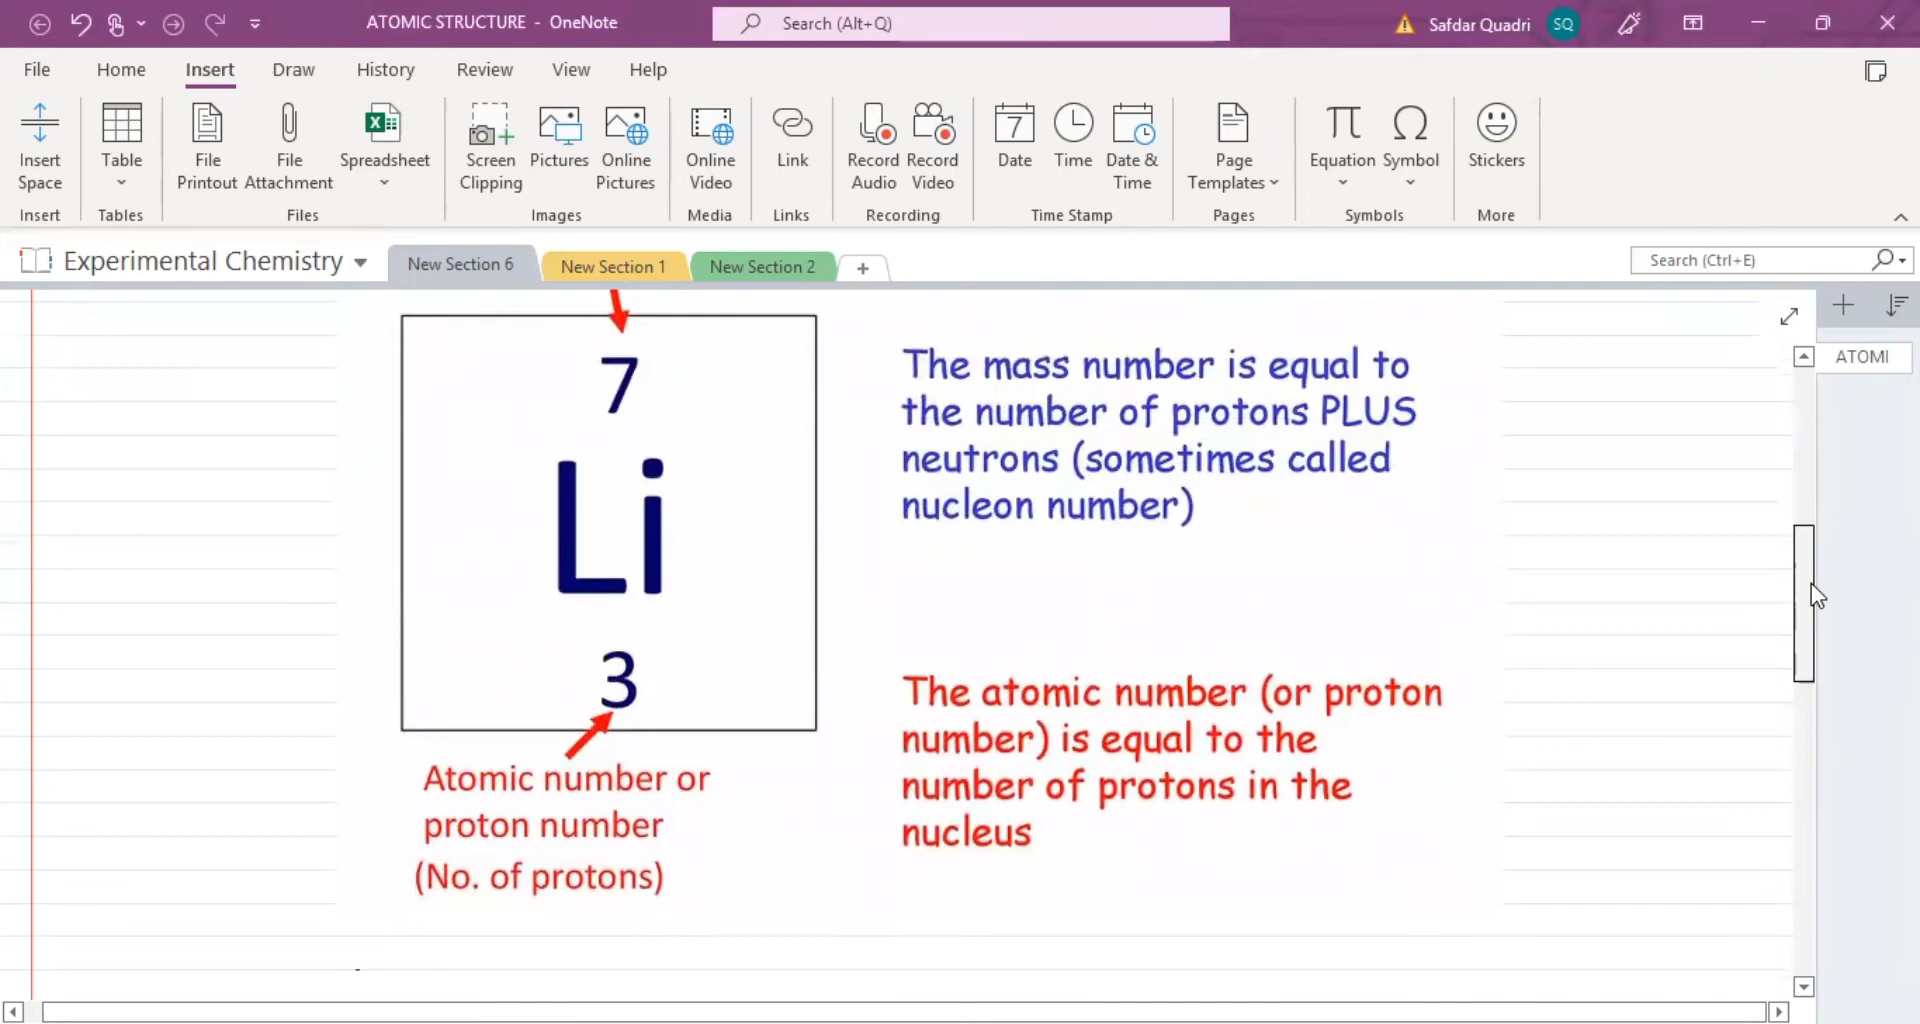 ATOMIC STRUCTURE - OneNote
Search (Alt+Q)
Safdar Quadri
SQ
File Home Insert Draw History Review View Help
Insert Space
Table
File Printout
File Attachment
Spreadsheet
Screen Clipping
Pictures
Online Pictures
Online Video
Link
Record Audio
Record Video
7
Date
Time
Date & Time
Page Templates
π
Equation
Ω
Symbol
Stickers
Insert Tables Files Images Media Links Recording Time Stamp Pages Symbols More
Experimental Chemistry
New Section 6
New Section 1
New Section 2
+
Search (Ctrl+E)
ATOMI
7
Li
3
Atomic number or
proton number
(No. of protons)
The mass number is equal to
the number of protons PLUS
neutrons (sometimes called
nucleon number)
The atomic number (or proton
number) is equal to the
number of protons in the
nucleus